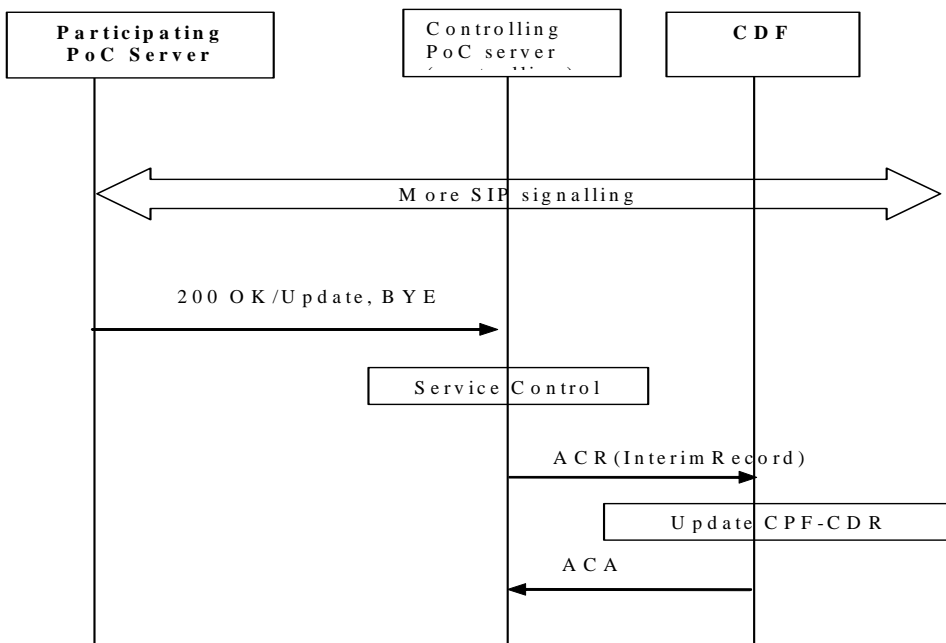 Participating
PoC Server
Controlling
PoC server
CDF
More SIP signalling
200 OK/Update, BYE
Service Control
ACR(Interim Record)
Update CPF-CDR
ACA